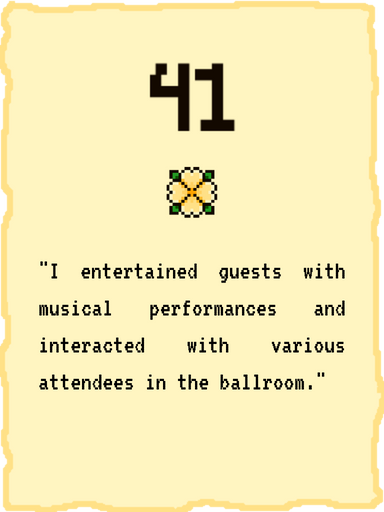 41
"I entertained guests with
musical performances and
interacted with various
attendees in the ballroom."